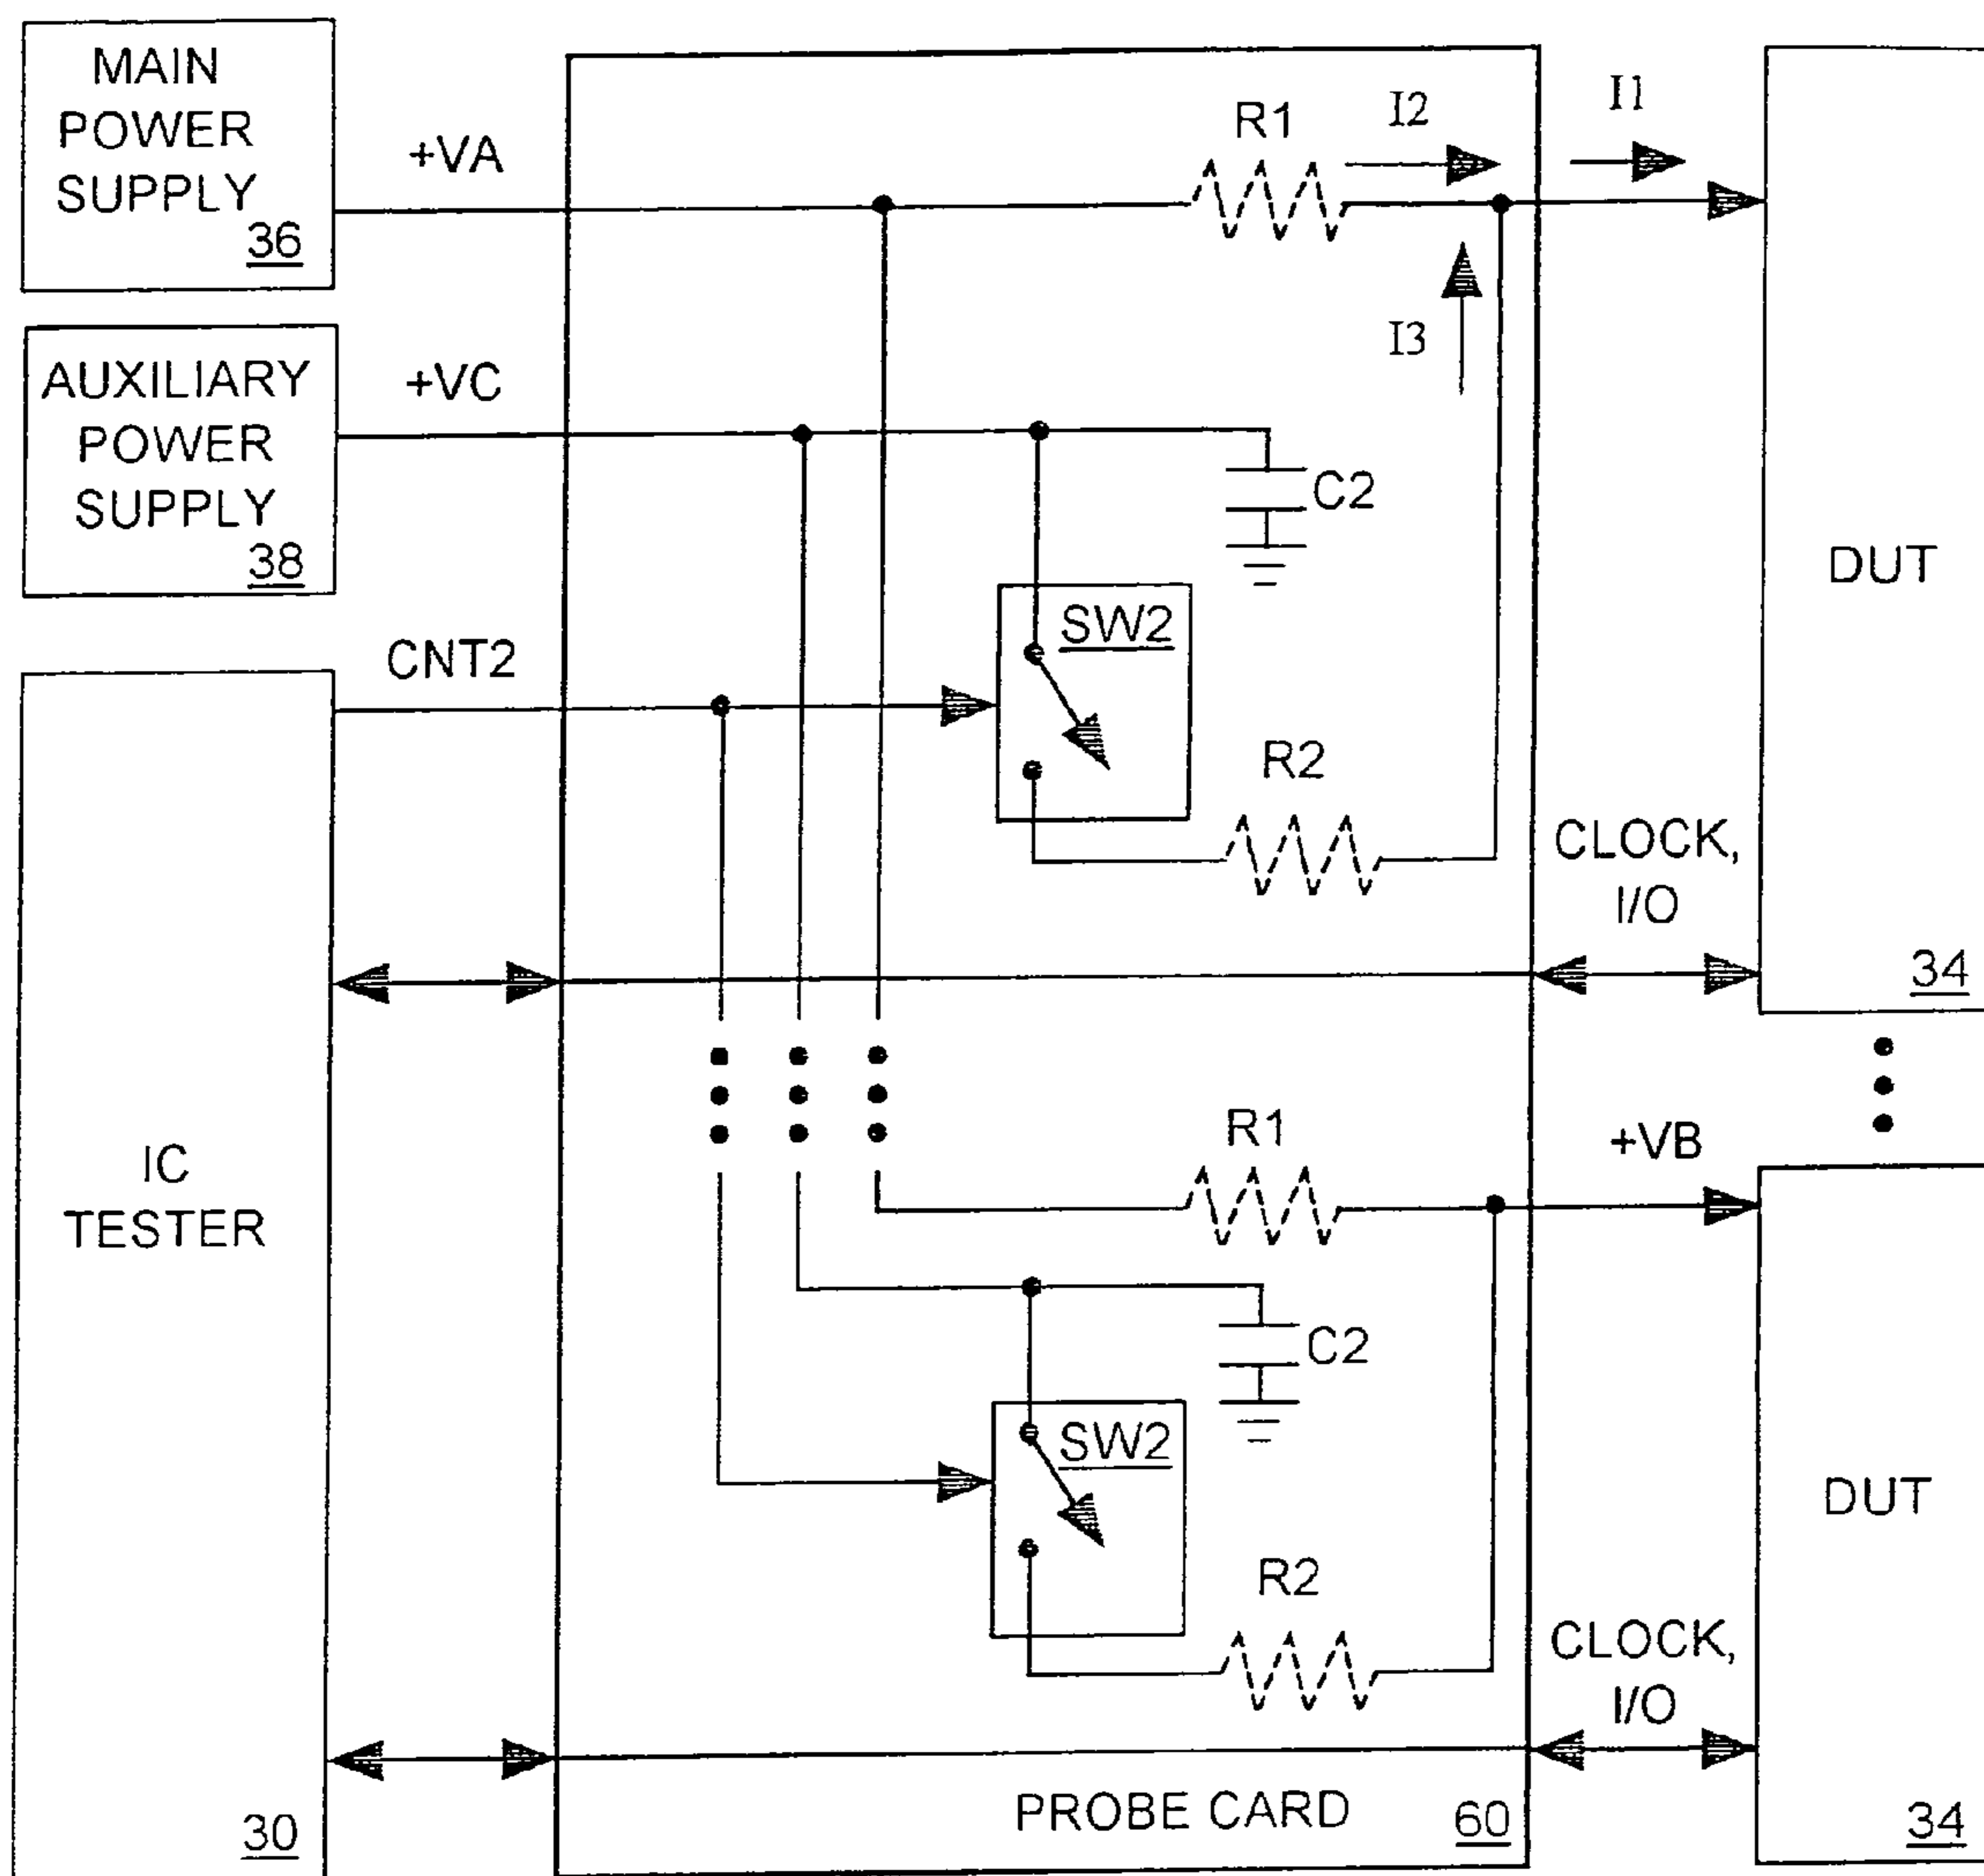 MAIN
POWER
SUPPLY
36
+VA
R1
I2
I1
AUXILIARY
POWER
SUPPLY
38
+VC
I3
C2
DUT
34
CNT2
SW2
R2
CLOCK,
I/O
IC
TESTER
30
R1
+VB
C2
SW2
R2
DUT
34
CLOCK,
I/O
PROBE CARD
60